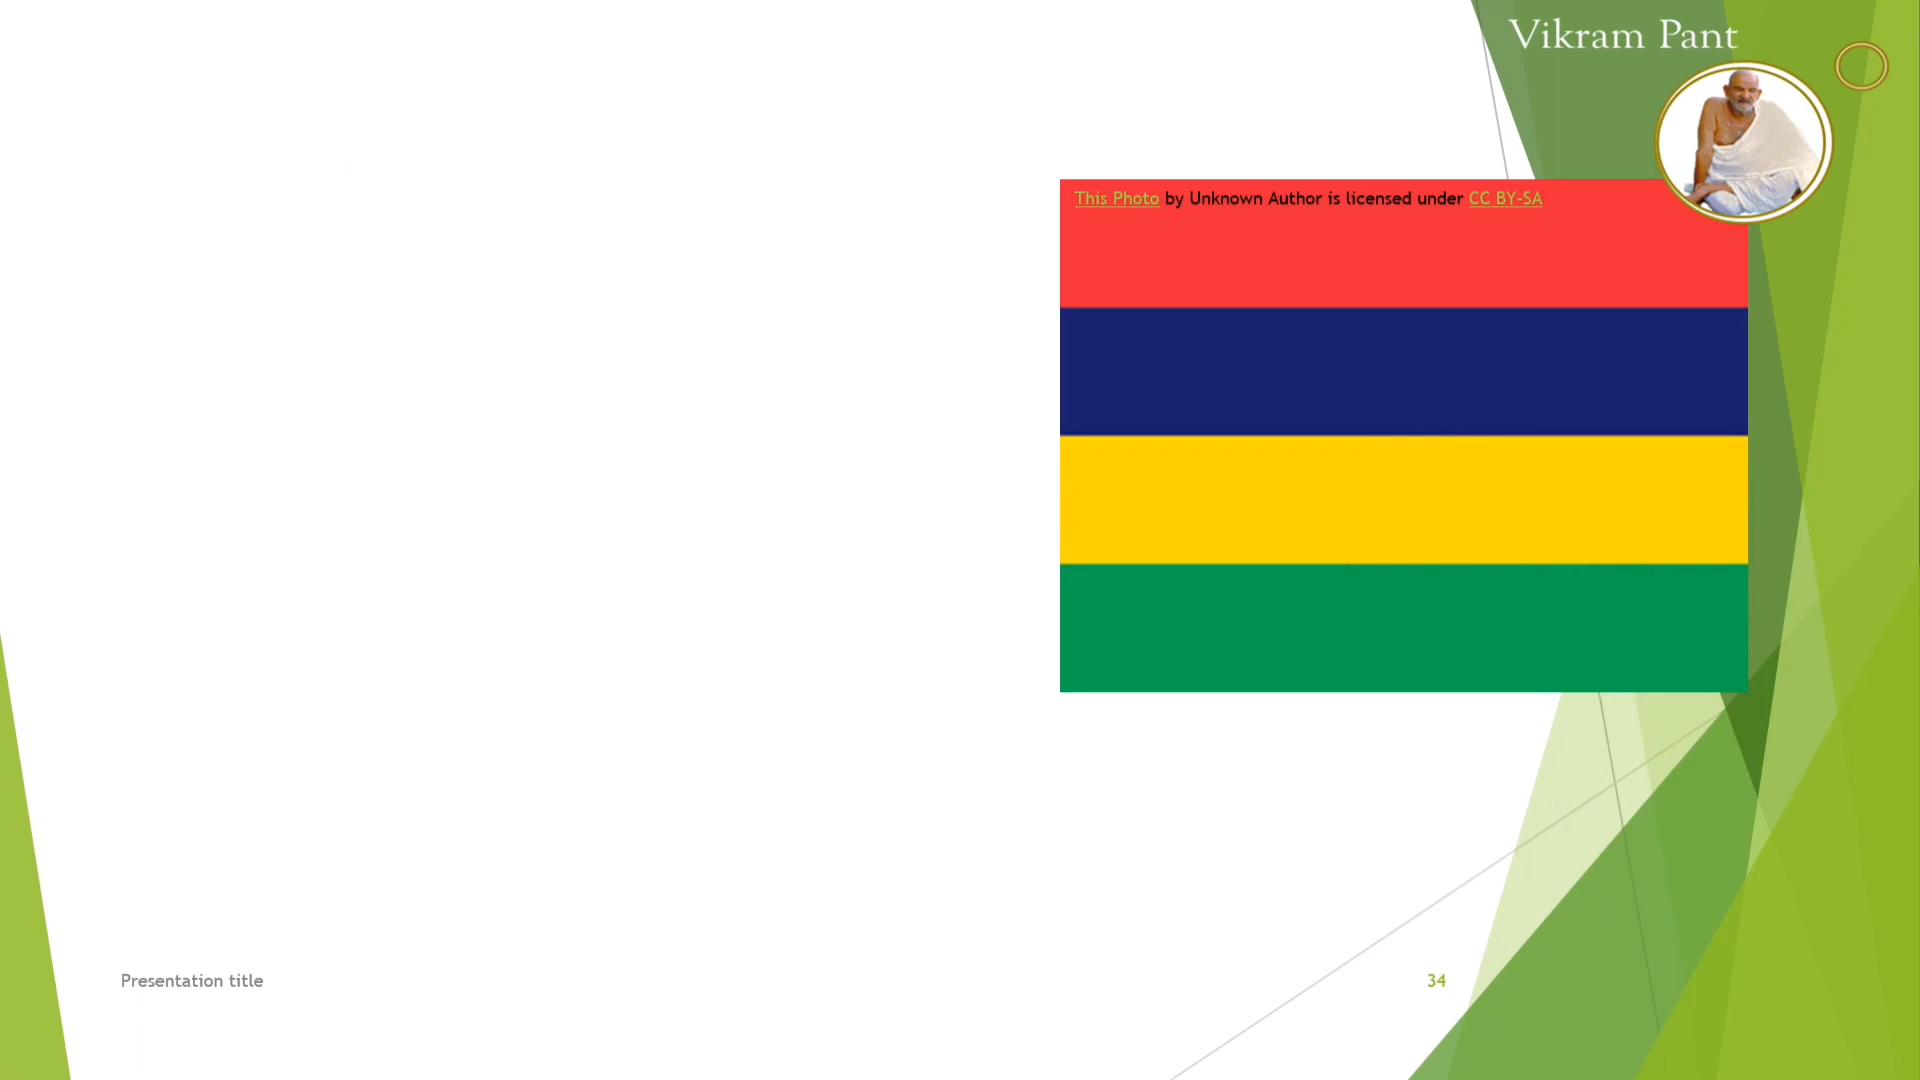 Vikram Pant
This Photo by Unknown Author is licensed under CC BY-SA
Presentation title
34